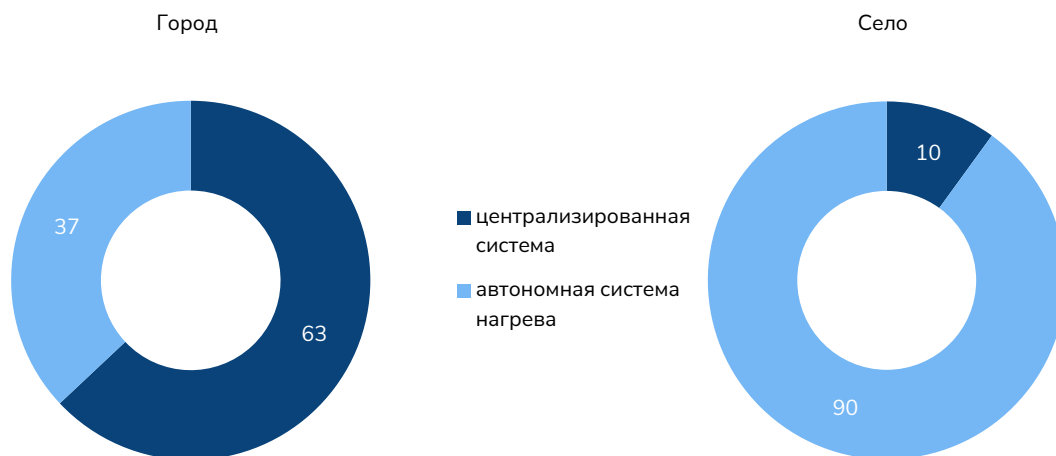 Город
Село
37
63
централизированная
система
автономная система
нагрева
10
90